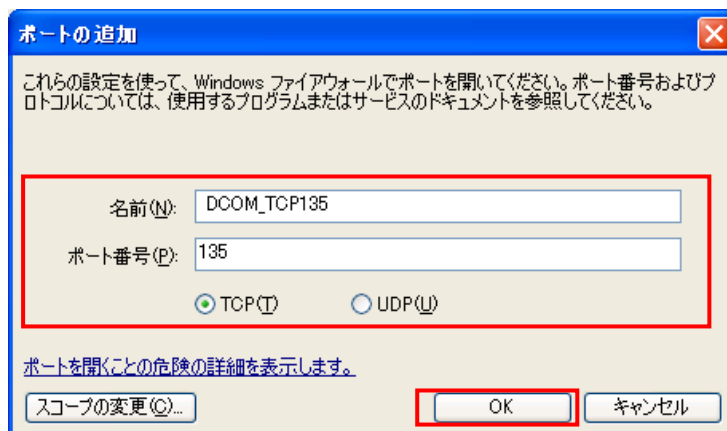 ポートの追加
これらの設定を使って、Windows ファイアウォールでポートを開いてください。ポート番号およびプ
ロトコルについては、使用するプログラムまたはサービスのドキュメントを参照してください。
名前(N): DCOM_TCP135
ポート番号(P): 135
TCP(T) UDP(U)
ポートを開くことの危険の詳細を表示します。
スコープの変更(C)... OK キャンセル